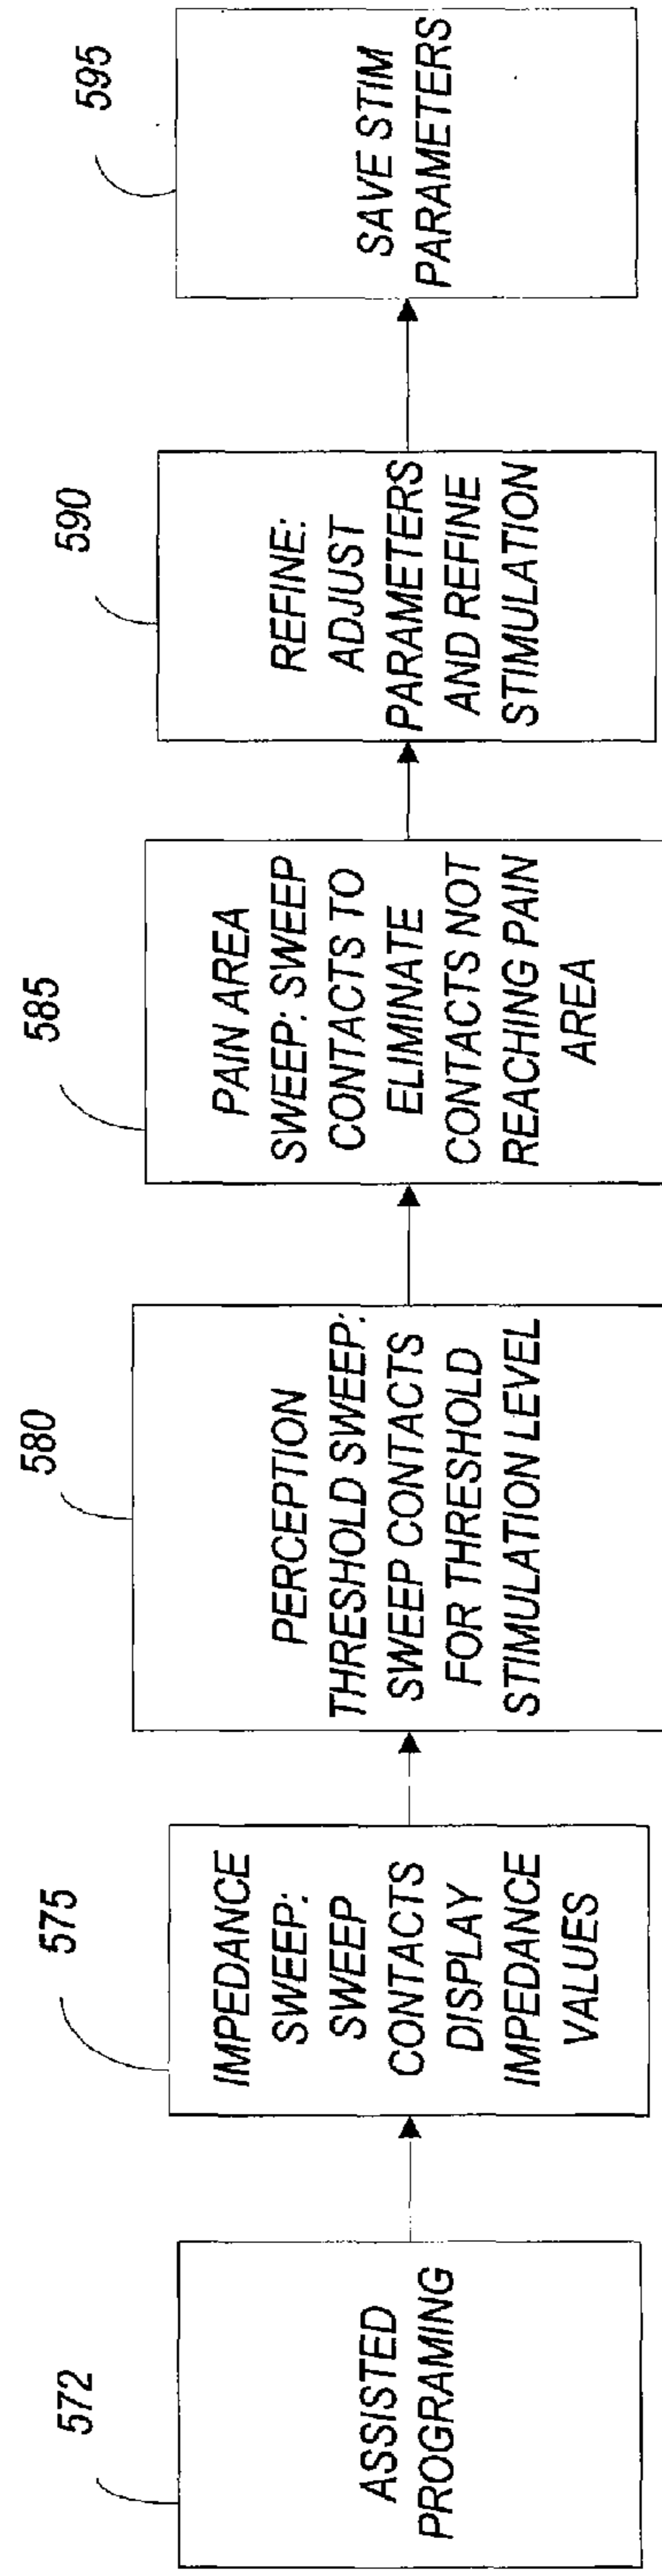 572
ASSISTED
PROGRAMING
575
IMPEDANCE
SWEEP:
SWEEP
CONTACTS
DISPLAY
IMPEDANCE
VALUES
580
PERCEPTION
THRESHOLD SWEEP:
SWEEP CONTACTS
FOR THRESHOLD
STIMULATION LEVEL
585
PAIN AREA
SWEEP: SWEEP
CONTACTS TO
ELIMINATE
CONTACTS NOT
REACHING PAIN
AREA
590
REFINE:
ADJUST
PARAMETERS
AND REFINE
STIMULATION
595
SAVE STIM
PARAMETERS